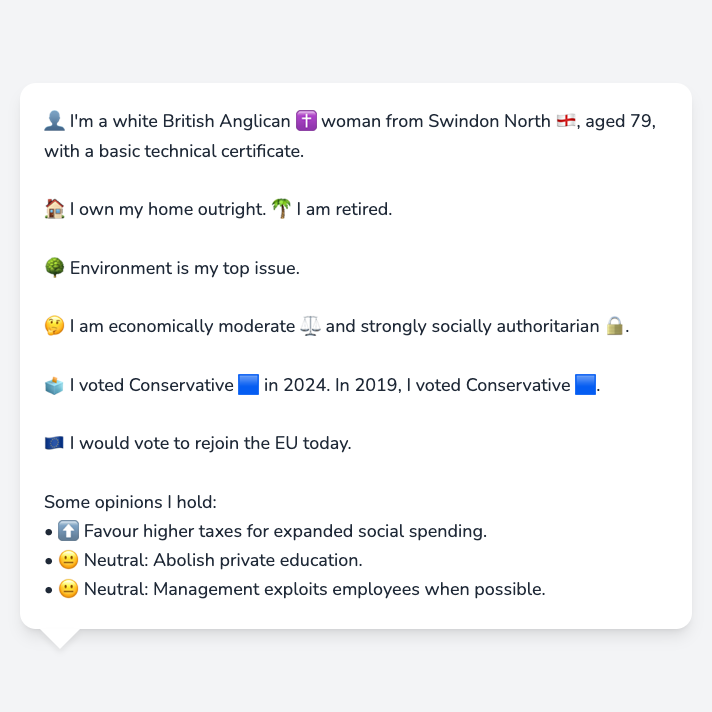 👤 I'm a white British Anglican ✝️ woman from Swindon North 🏴󠁧󠁢󠁥󠁮󠁧󠁿, aged 79,
with a basic technical certificate.
🏠 I own my home outright. 🌴 I am retired.
🌳 Environment is my top issue.
🤔 I am economically moderate ⚖️ and strongly socially authoritarian 🔒.
🗳️ I voted Conservative 🟦 in 2024. In 2019, I voted Conservative 🟦.
🇪🇺 I would vote to rejoin the EU today.
Some opinions I hold:
• ⬆️ Favour higher taxes for expanded social spending.
• 😐 Neutral: Abolish private education.
• 😐 Neutral: Management exploits employees when possible.